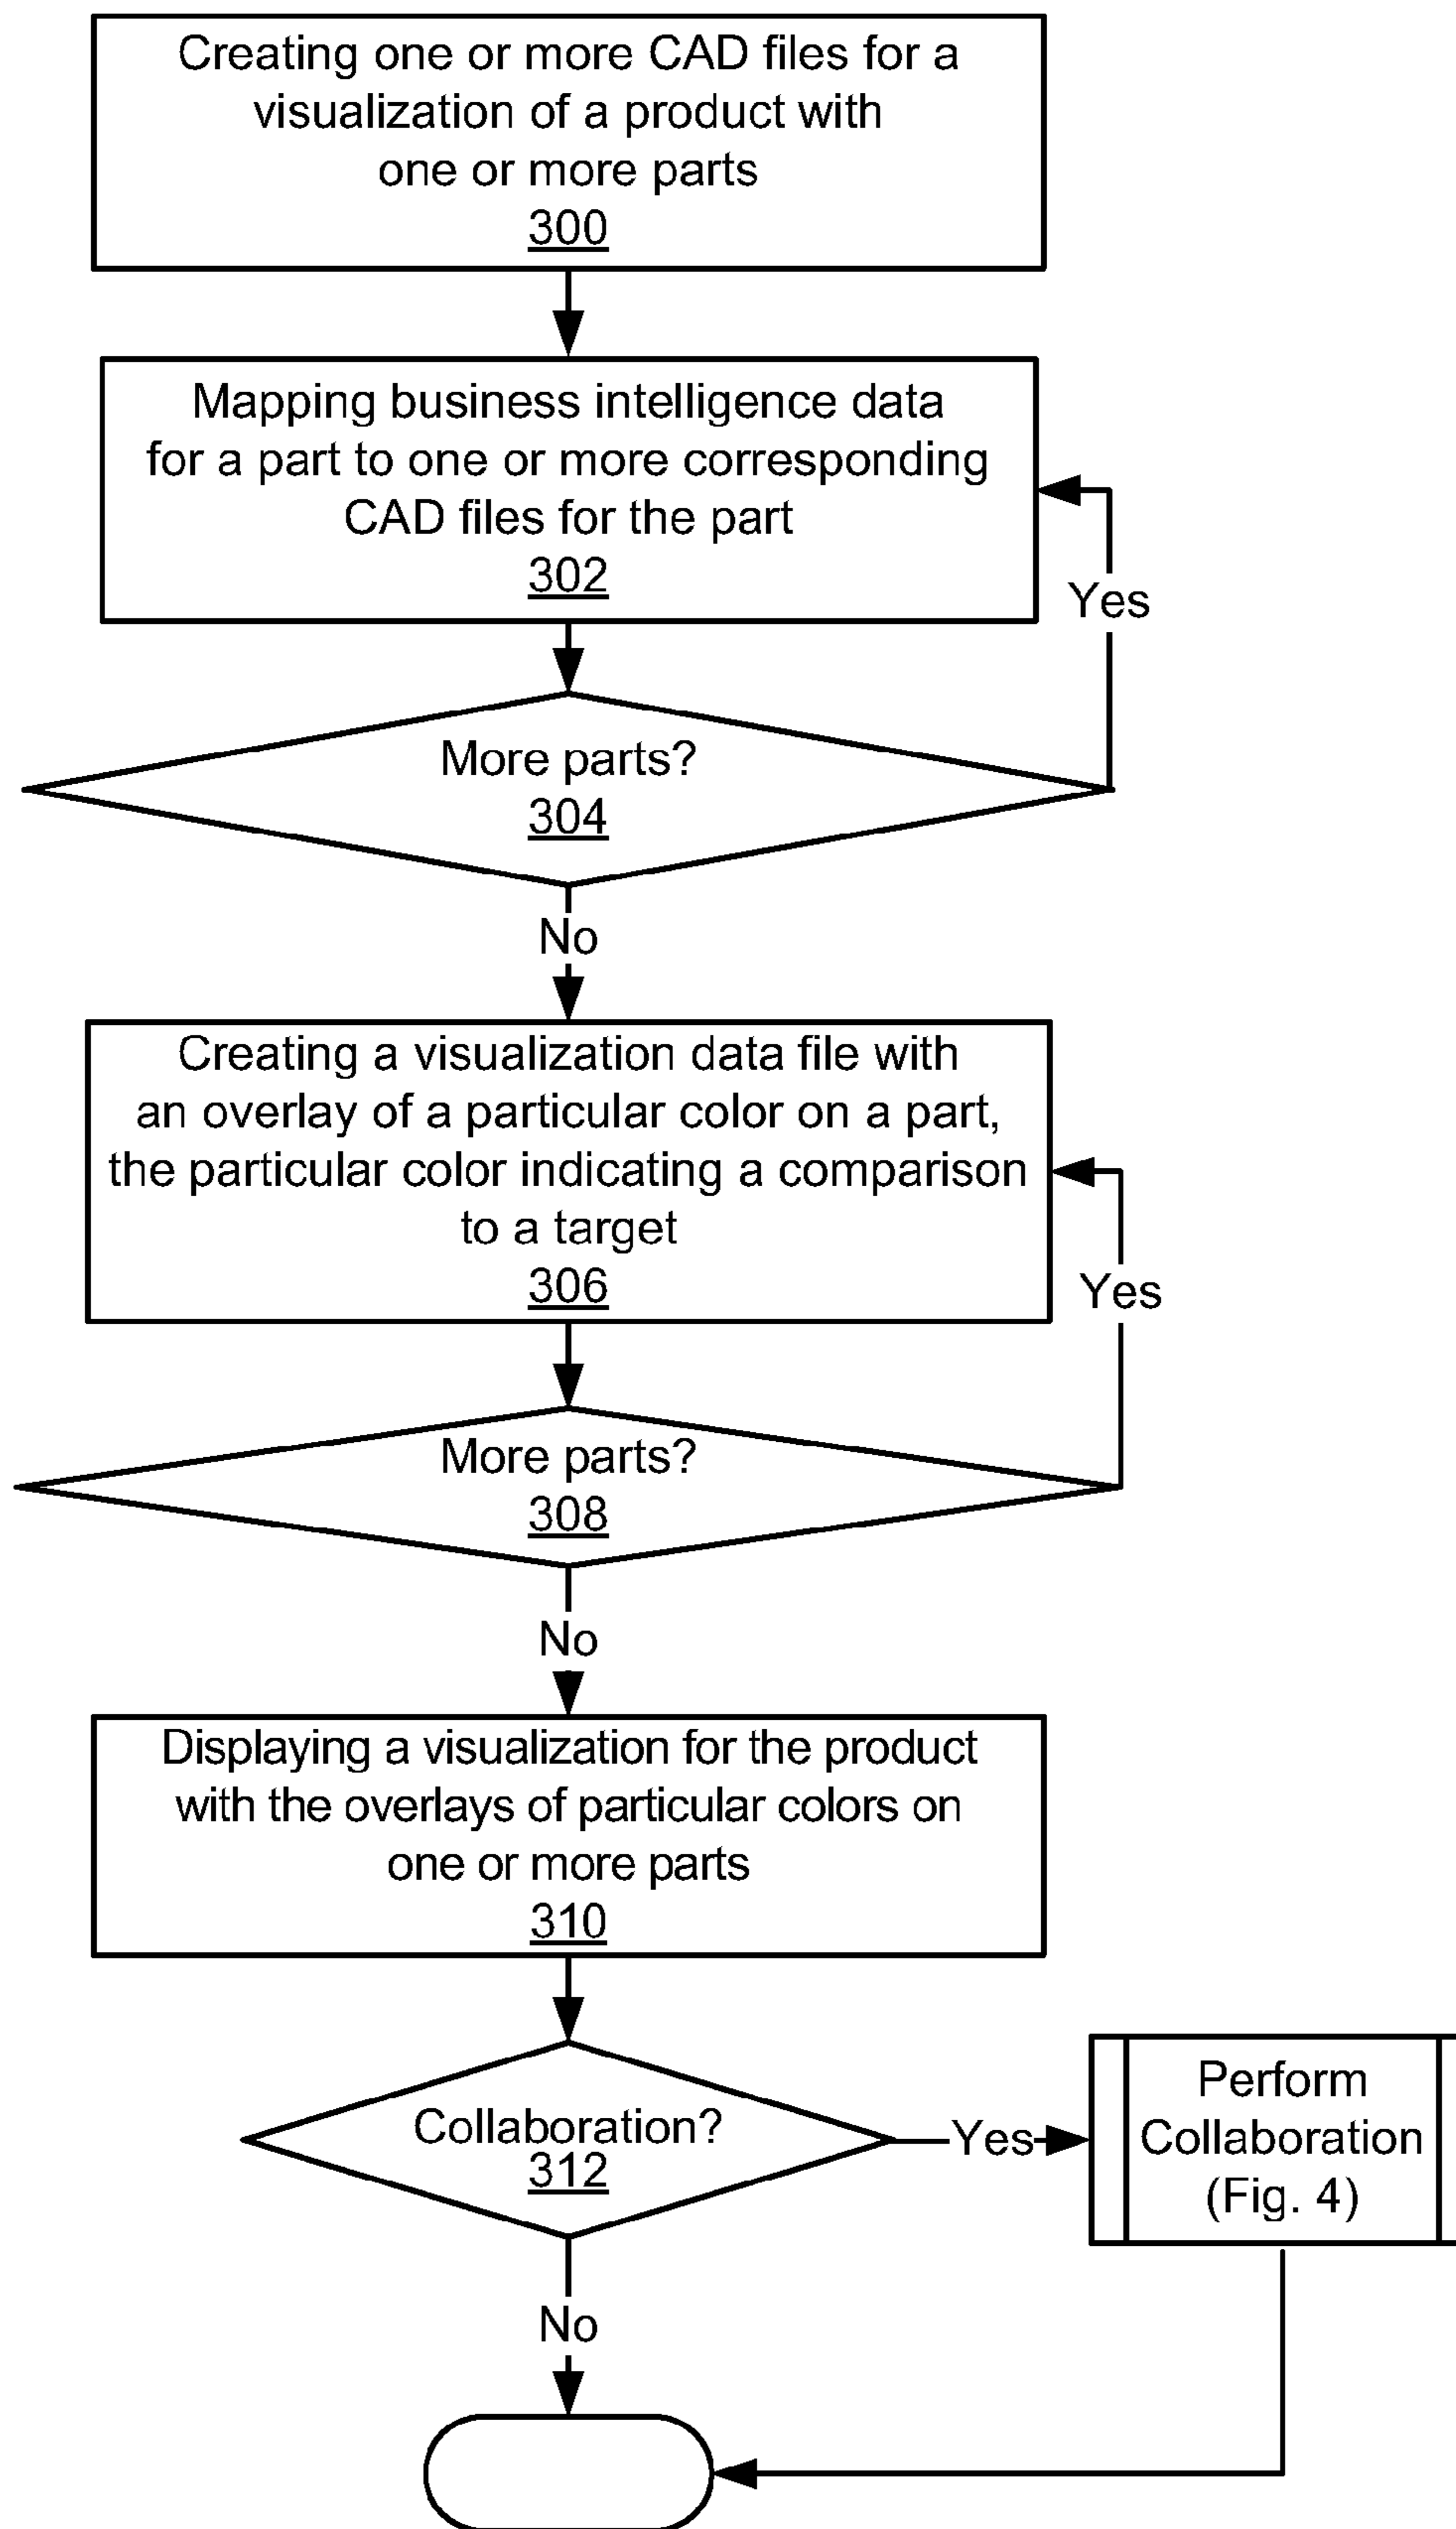 Creating one or more CAD files for a
visualization of a product with
one or more parts
300
Mapping business intelligence data
for a part to one or more corresponding
CAD files for the part
302
Yes
More parts?
304
No
Creating a visualization data file with
an overlay of a particular color on a part,
the particular color indicating a comparison
to a target
306
Yes
More parts?
308
No
Displaying a visualization for the product
with the overlays of particular colors on
one or more parts
310
Collaboration?
312
Yes
Perform
Collaboration
(Fig. 4)
No